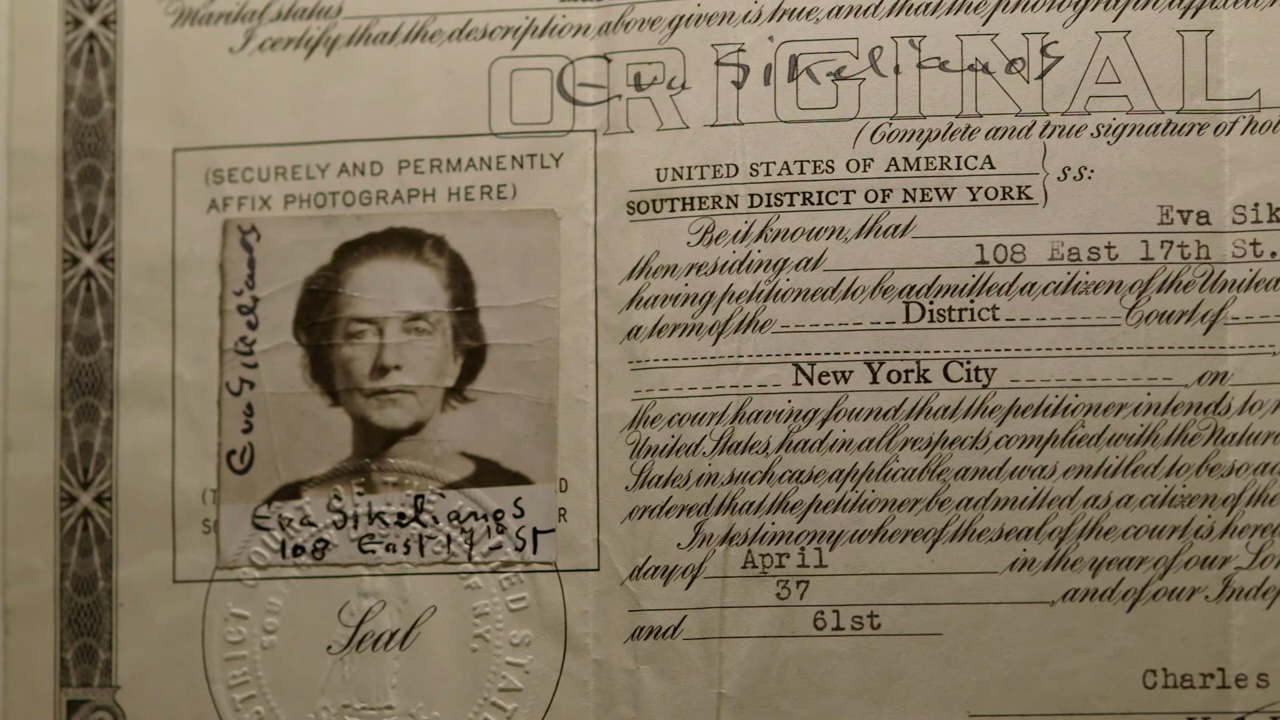 Marital status
I certify that the description above given is true, and that the photograph affixed
ORIGINAL
Eva Sikelianos
(Complete and true signature of
(SECURELY AND PERMANENTLY
AFFIX PHOTOGRAPH HERE)
Eva Sikelianos
Eva Sikelianos
108 East 17th St
Seal
UNITED STATES OF AMERICA
SOUTHERN DISTRICT OF NEW YORK
ss:
Be it known, that Eva Sik
then residing at 108 East 17th St.
having petitioned to be admitted a citizen of the United
a term of the District Court of
New York City on
the court having found that the petitioner intends to
United States, had in all respects complied with the Natur
States in such case applicable, and was entitled to be so ad
ordered that the petitioner be admitted as a citizen of the
In testimony whereof the seal of the court is here
day of April in the year of our Lo
37 , and of our Indep
and 61st
Charles